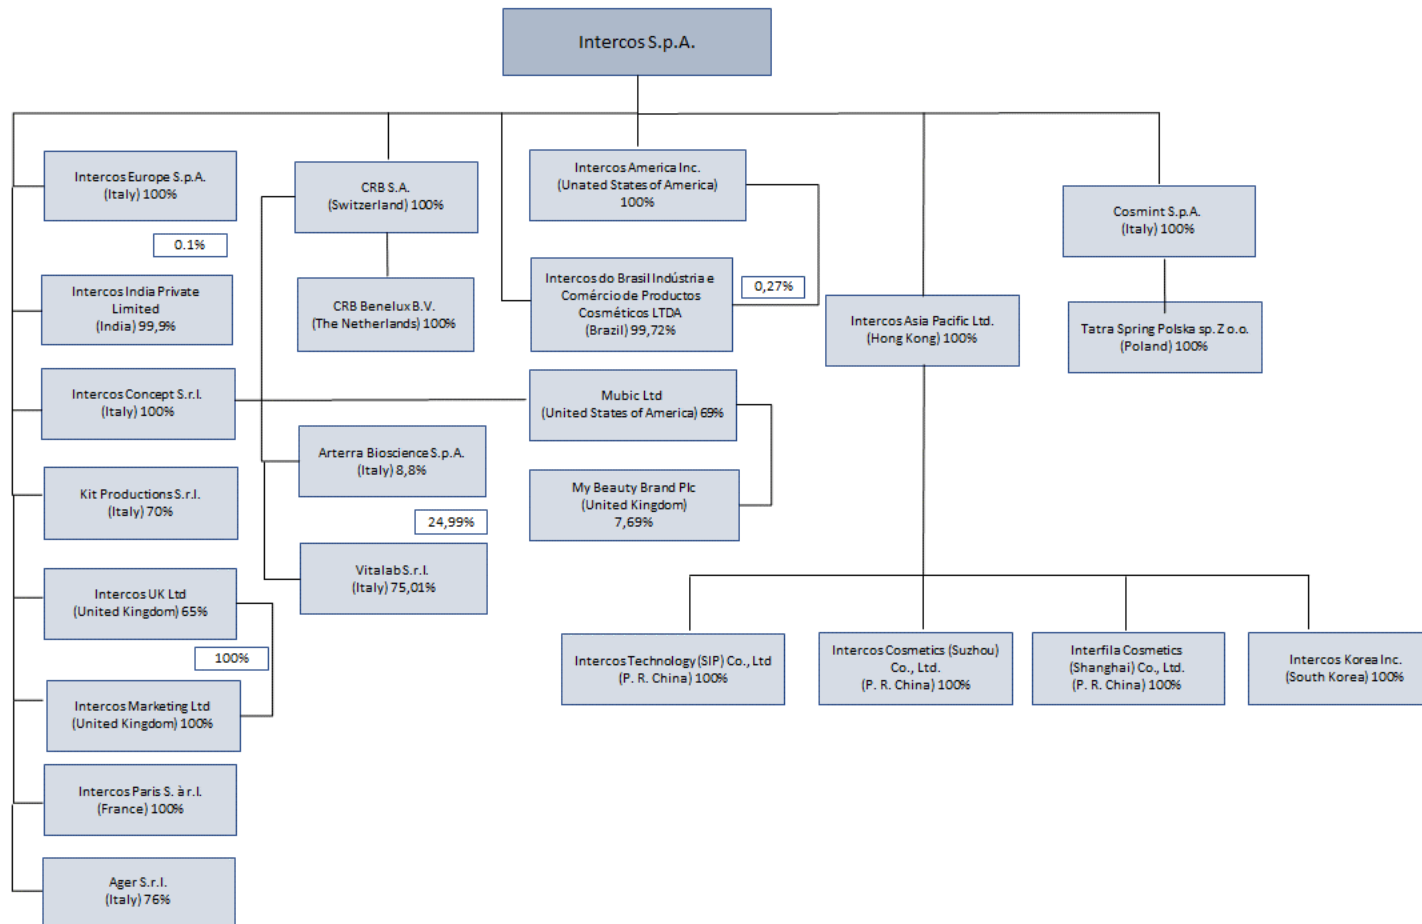 Intercos S.p.A.
Intercos Europe S.p.A.
(Italy) 100%
0.1%
Intercos India Private
Limited
(India) 99,9%
Intercos Concept S.r.l.
(Italy) 100%
Kit Productions S.r.l.
(Italy) 70%
Intercos UK Ltd
(United Kingdom) 65%
100%
Intercos Marketing Ltd
(United Kingdom) 100%
Intercos Paris S. à r.l.
(France) 100%
Ager S.r.l.
(Italy) 76%
CRB S.A.
(Switzerland) 100%
CRB Benelux B.V.
(The Netherlands) 100%
Arterra Bioscience S.p.A.
(Italy) 8,8%
24,99%
Vitalab S.r.l.
(Italy) 75,01%
Intercos America Inc.
(Unated States of America)
100%
Intercos do Brasil Indústria e
Comércio de Productos
Cosméticos LTDA
(Brazil) 99,72%
0,27%
Mubic Ltd
(United States of America) 69%
My Beauty Brand Plc
(United Kingdom)
7,69%
Intercos Asia Pacific Ltd.
(Hong Kong) 100%
Intercos Technology (SIP) Co., Ltd
(P. R. China) 100%
Intercos Cosmetics (Suzhou)
Co., Ltd.
(P. R. China) 100%
Interfila Cosmetics
(Shanghai) Co., Ltd.
(P. R. China) 100%
Intercos Korea Inc.
(South Korea) 100%
Cosmint S.p.A.
(Italy) 100%
Tatra Spring Polska sp. Z o.o.
(Poland) 100%